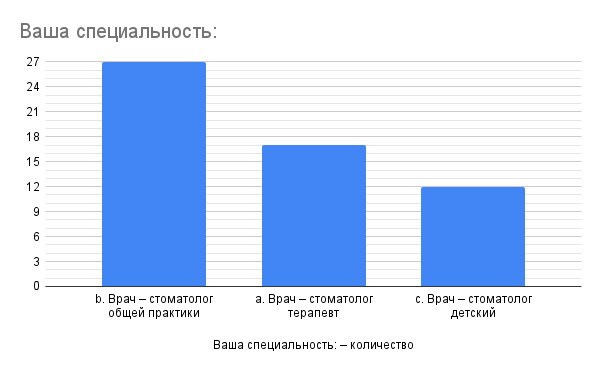 Ваша специальность:
27
24
21
18
15
12
9
6
3
0
b. Врач – стоматолог
общей практики
a. Врач – стоматолог
терапевт
c. Врач – стоматолог
детский
Ваша специальность: – количество